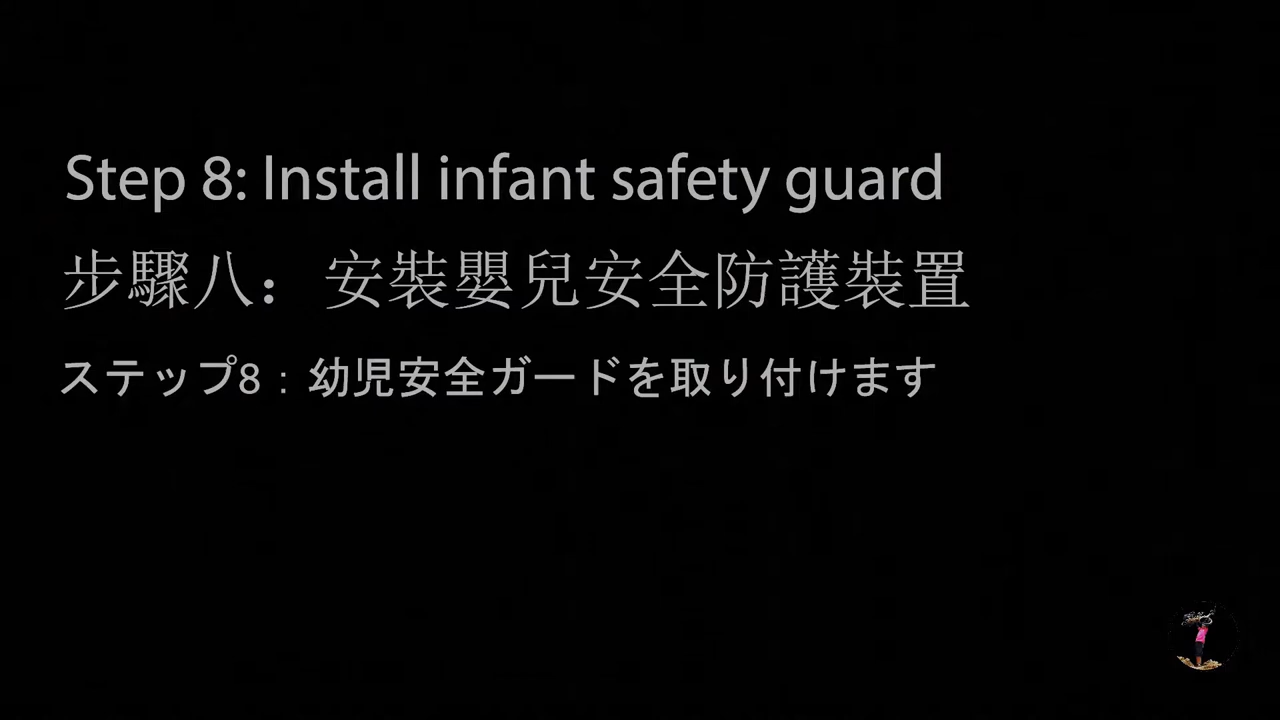 Step 8: Install infant safety guard
步驟八：安裝嬰兒安全防護裝置
ステップ8：幼児安全ガードを取り付けます